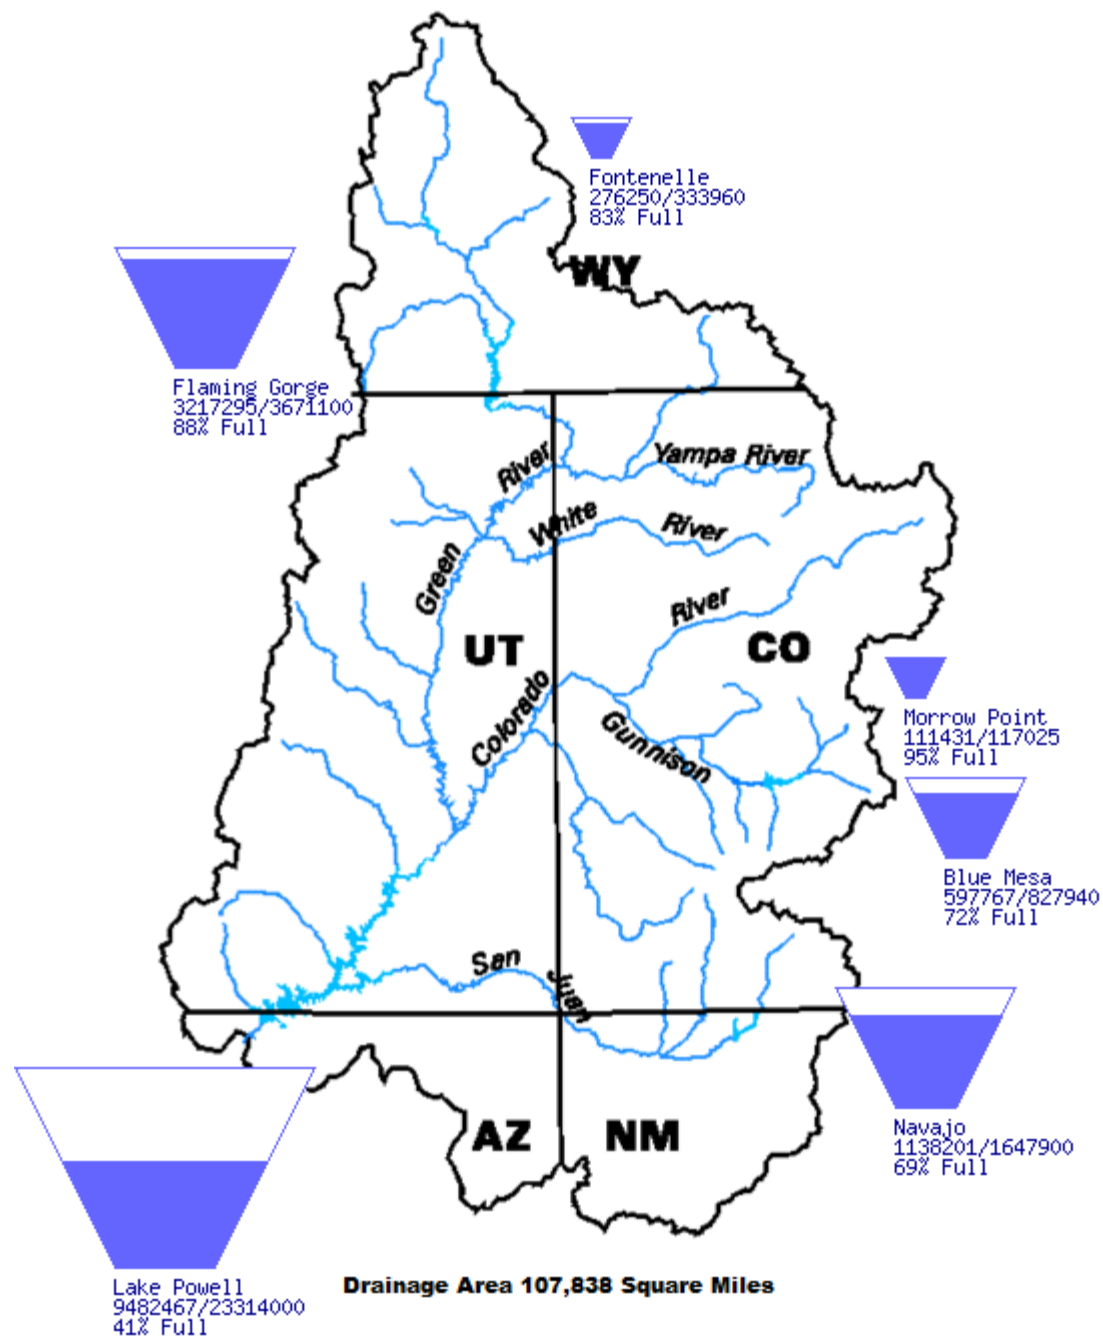 Fontenelle
276250/333960
83% Full
WY
Flaming Gorge
3217295/3671100
88% Full
Yampa River
Green River
White River
Colorado River
UT
CO
Gunnison
Morrow Point
111431/117025
95% Full
Blue Mesa
597767/827940
72% Full
San Juan
AZ
NM
Navajo
1138201/1647900
69% Full
Lake Powell
9482467/23314000
41% Full
Drainage Area 107,838 Square Miles